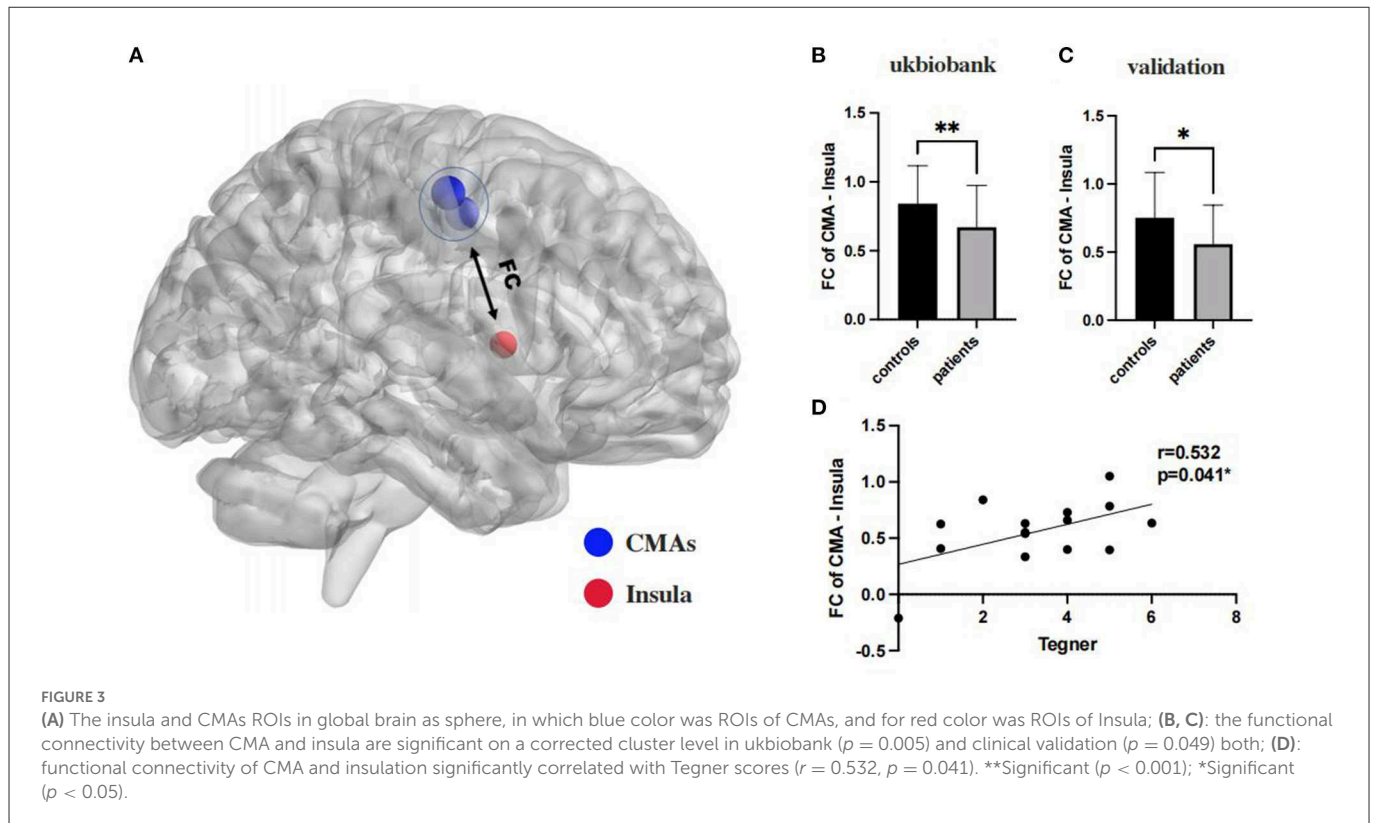 A
FC
CMAs
Insula
B
ukbiobank
FC of CMA - Insula
1.5
1.0
0.5
0.0
**
controls
patients
C
validation
FC of CMA - Insula
1.5
1.0
0.5
0.0
*
controls
patients
D
FC of CMA - Insula
1.5
1.0
0.5
0.0
-0.5
2
4
6
8
Tegner
r=0.532
p=0.041*
FIGURE 3
(A) The insula and CMAs ROIs in global brain as sphere, in which blue color was ROIs of CMAs, and for red color was ROIs of Insula; (B, C): the functional
connectivity between CMA and insula are significant on a corrected cluster level in ukbiobank (p = 0.005) and clinical validation (p = 0.049) both; (D):
functional connectivity of CMA and insulation significantly correlated with Tegner scores (r = 0.532, p = 0.041). **Significant (p < 0.001); *Significant
(p < 0.05).